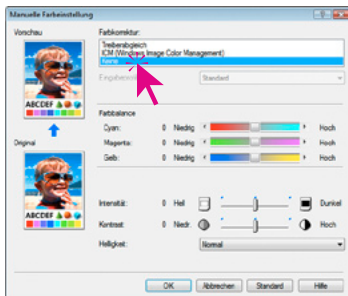 Manuelle Farbeinstellung
Vorschau
Farbkorrektur:
Treiberabgleich
ICM (Windows Image Color Management)
Keine
Standard
ABCDEF
Farbbalance
Cyan: 0 Niedrig Hoch
Original
Magenta: 0 Niedrig Hoch
Gelb: 0 Niedrig Hoch
Intensität: 0 Hell Dunkel
ABCDEF
Kontrast: 0 Niedr. Hoch
Helligkeit: Normal
OK Abbrechen Standard Hilfe